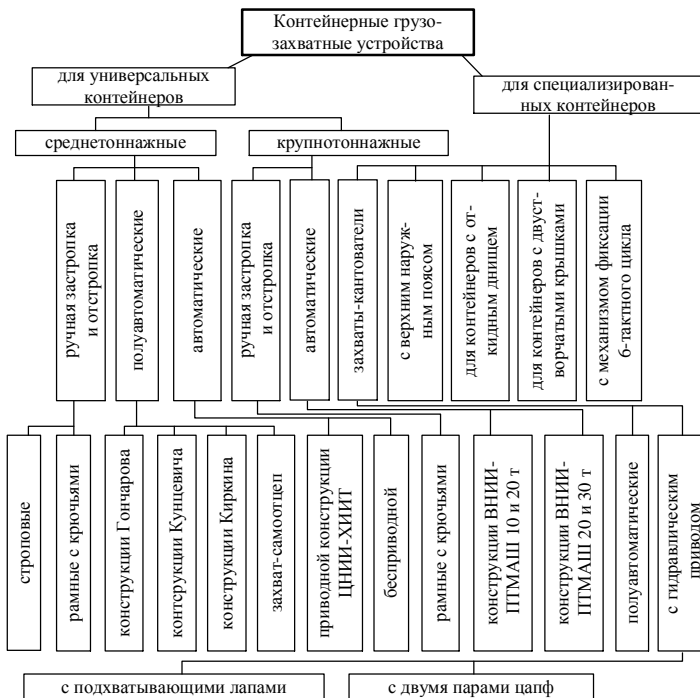 Контейнерные грузо-
захватные устройства
для универсальных
контейнеров
для специализирован-
ных контейнеров
среднетоннажные
крупнотоннажные
ручная застропка
и отстропка
полуавтоматические
автоматические
ручная застропка
и отстропка
автоматические
захваты-кантователи
с верхним наруж-
ным поясом
для контейнеров с от-
кидным днищем
для контейнеров с двуст-
ворчатыми крышками
с механизмом фиксации
6-тактного цикла
строповые
рамные с крючьями
конструкции Гончарова
контсрукции Кунцевича
конструкции Киркина
захват-самоотцеп
приводной конструкции
ЦНИИ-ХИИТ
бесприводной
рамные с крючьями
конструкции ВНИИ-
ПТМАШ 10 и 20 т
конструкции ВНИИ-
ПТМАШ 20 и 30 т
полуавтоматические
с гидравлическим
приводом
с подхватывающими лапами
с двумя парами цапф